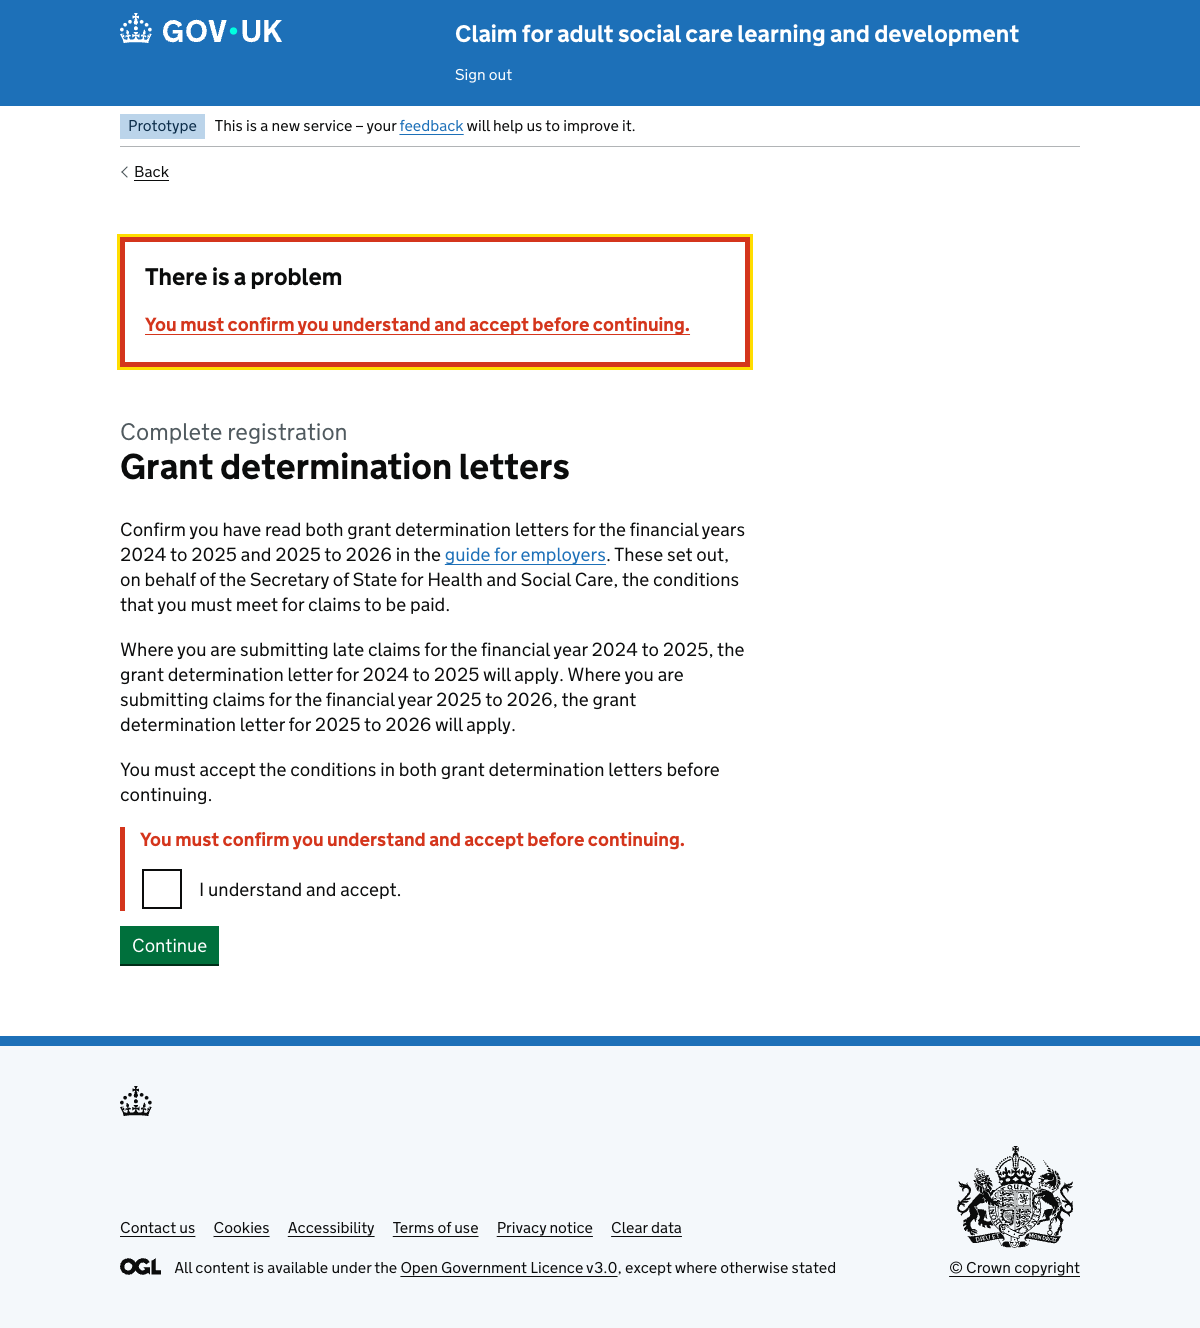 GOV·UK
Claim for adult social care learning and development
Sign out
Prototype
This is a new service – your feedback will help us to improve it.
Back
There is a problem
You must confirm you understand and accept before continuing.
Complete registration
Grant determination letters
Confirm you have read both grant determination letters for the financial years
2024 to 2025 and 2025 to 2026 in the guide for employers. These set out,
on behalf of the Secretary of State for Health and Social Care, the conditions
that you must meet for claims to be paid.
Where you are submitting late claims for the financial year 2024 to 2025, the
grant determination letter for 2024 to 2025 will apply. Where you are
submitting claims for the financial year 2025 to 2026, the grant
determination letter for 2025 to 2026 will apply.
You must accept the conditions in both grant determination letters before
continuing.
You must confirm you understand and accept before continuing.
I understand and accept.
Continue
Contact us Cookies Accessibility Terms of use Privacy notice Clear data
OGL All content is available under the Open Government Licence v3.0, except where otherwise stated
© Crown copyright